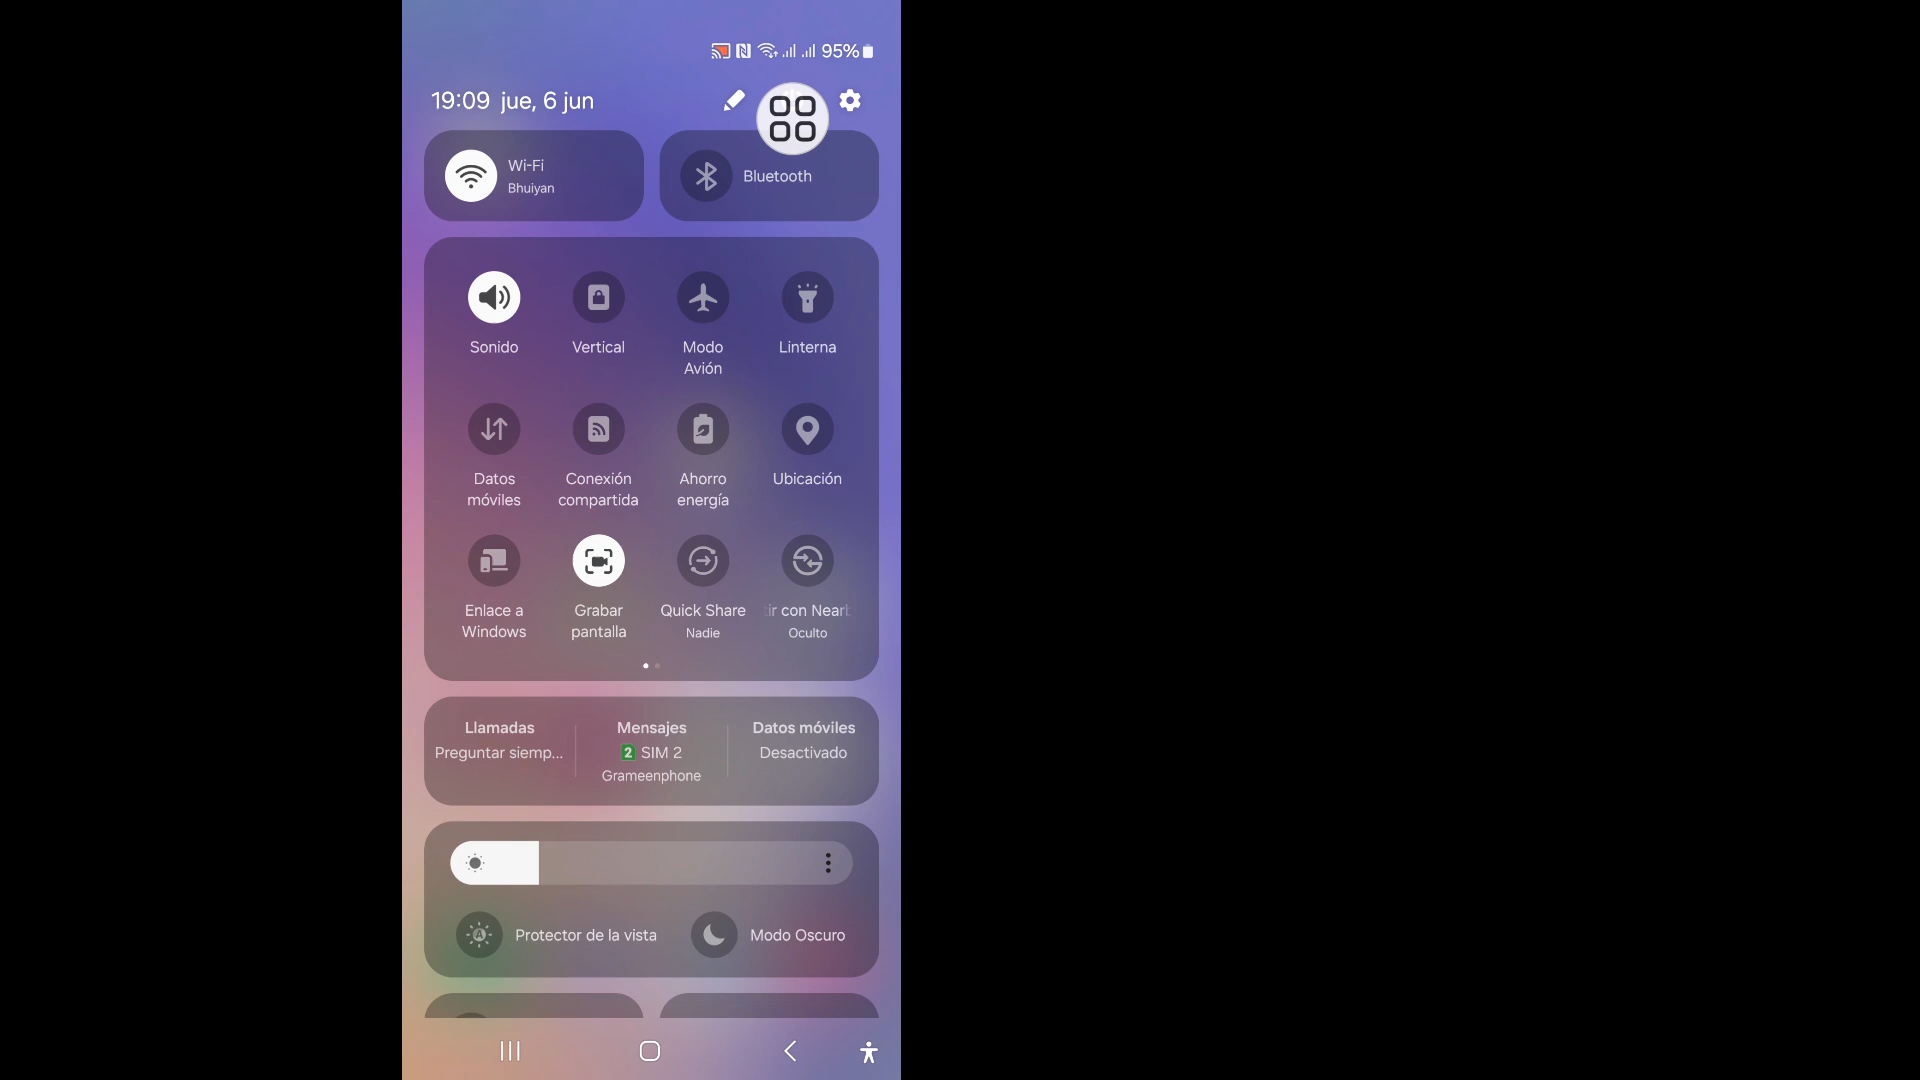 95%
19:09 jue, 6 jun
Wi-Fi
Bhuiyan
Bluetooth
Sonido
Vertical
Modo
Avión
Linterna
Datos
móviles
Conexión
compartida
Ahorro
energía
Ubicación
Enlace a
Windows
Grabar
pantalla
Quick Share
Nadie
con Nearb
Oculto
Llamadas
Preguntar siemp...
Mensajes
2 SIM 2
Grameenphone
Datos móviles
Desactivado
Protector de la vista
Modo Oscuro